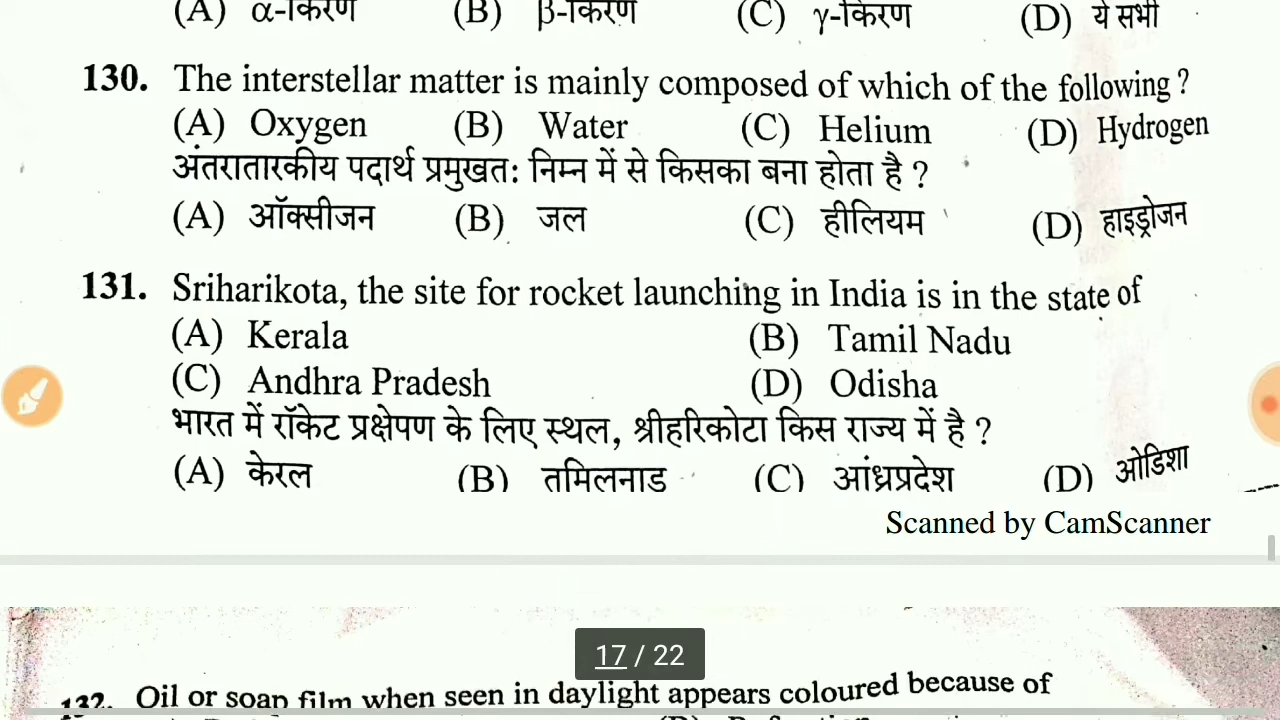 (A) α-किरण (B) β-किरण (C) γ-किरण (D) ये सभी
130. The interstellar matter is mainly composed of which of the following ?
(A) Oxygen (B) Water (C) Helium (D) Hydrogen
अंतरातारकीय पदार्थ प्रमुखत: निम्न में से किसका बना होता है ?
(A) ऑक्सीजन (B) जल (C) हीलियम (D) हाइड्रोजन
131. Sriharikota, the site for rocket launching in India is in the state of
(A) Kerala (B) Tamil Nadu
(C) Andhra Pradesh (D) Odisha
भारत में रॉकेट प्रक्षेपण के लिए स्थल, श्रीहरिकोटा किस राज्य में है ?
(A) केरल (B) तमिलनाड (C) आंध्रप्रदेश (D) ओडिशा
Scanned by CamScanner
17 / 22
132. Oil or soap film when seen in daylight appears coloured because of